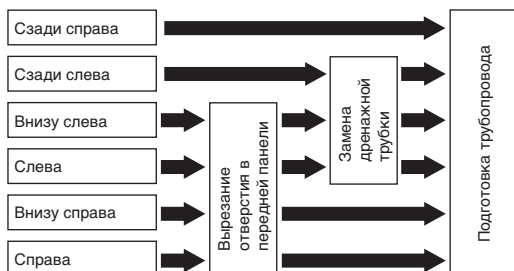 Сзади справа
Сзади слева
Внизу слева
Слева
Внизу справа
Справа
Вырезание
отверстия в
передней панели
Замена
дренажной
трубки
Подготовка трубопровода